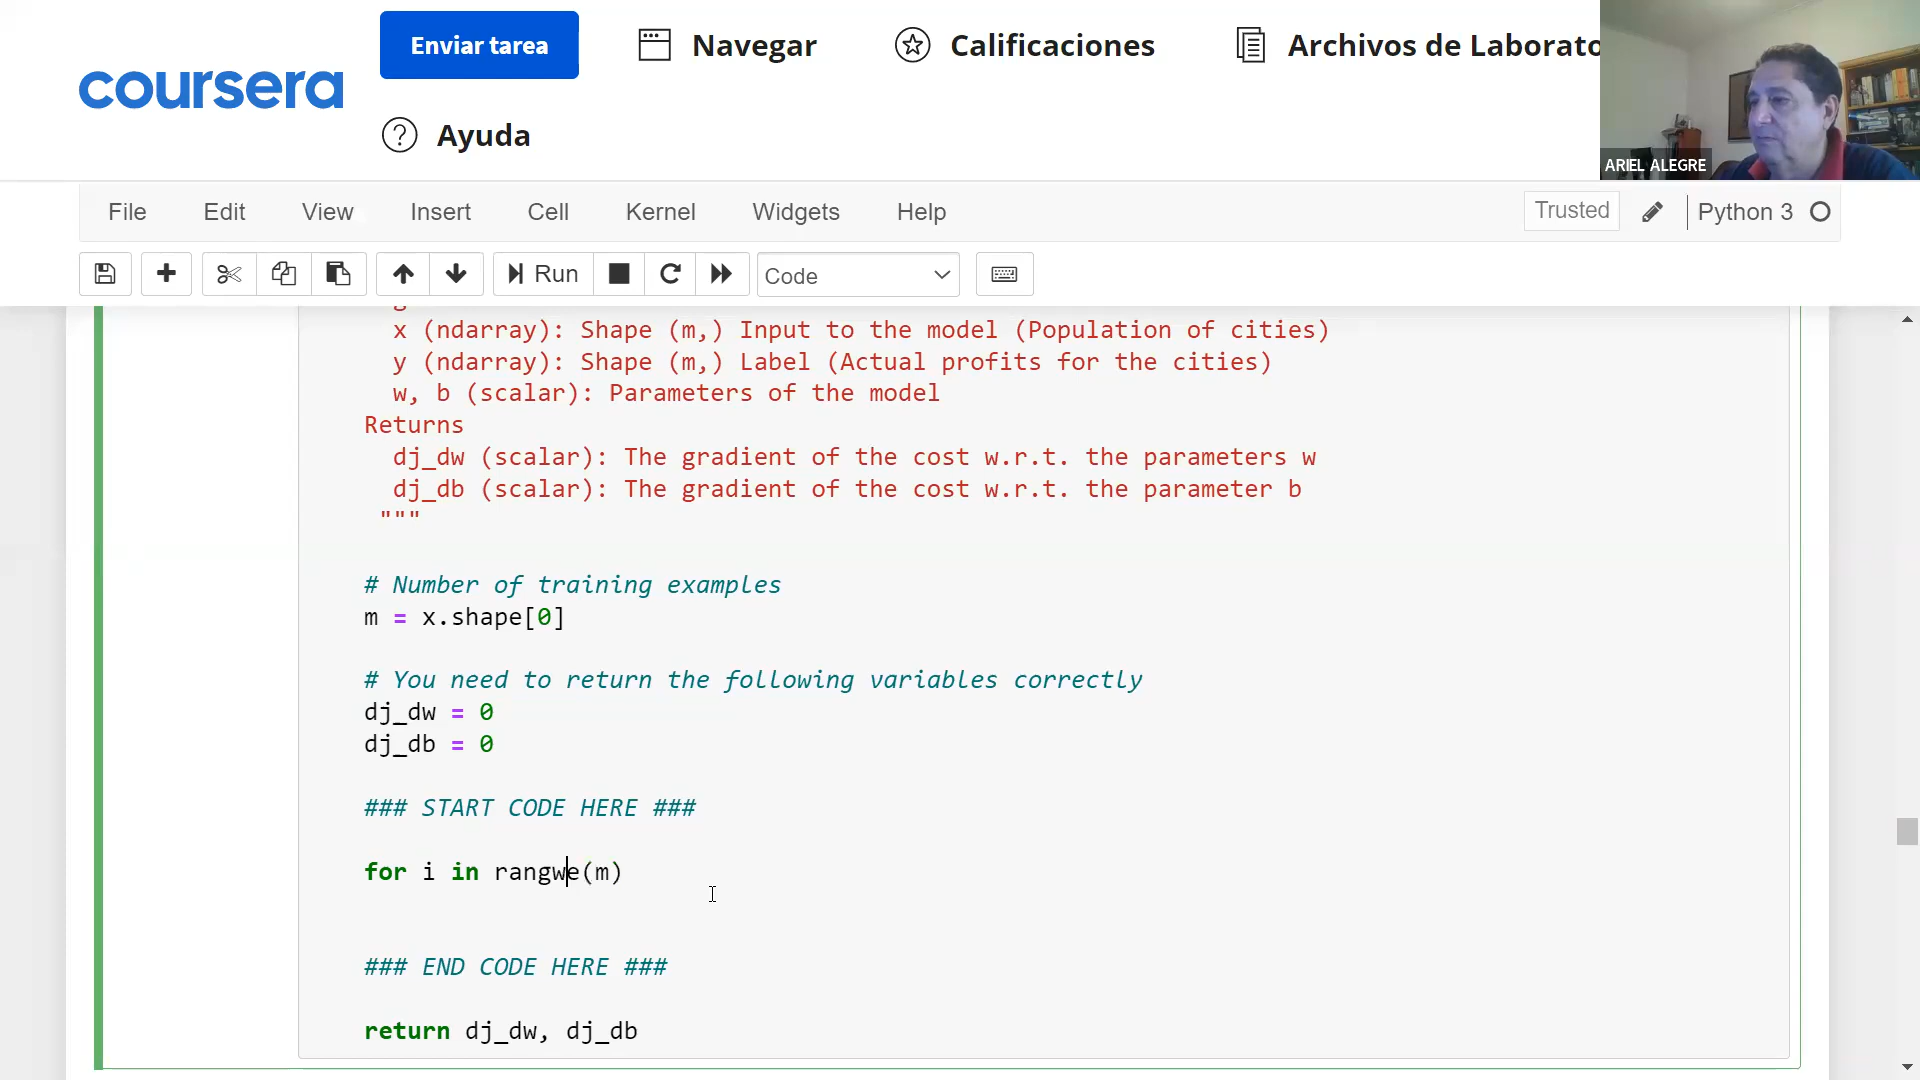 coursera
Enviar tarea
Navegar
Calificaciones
Archivos de Laborato
Ayuda
ARIEL ALEGRE
File Edit View Insert Cell Kernel Widgets Help
Trusted
Python 3
Run
Code
x (ndarray): Shape (m,) Input to the model (Population of cities)
y (ndarray): Shape (m,) Label (Actual profits for the cities)
w, b (scalar): Parameters of the model
Returns
dj_dw (scalar): The gradient of the cost w.r.t. the parameters w
dj_db (scalar): The gradient of the cost w.r.t. the parameter b
"""
# Number of training examples
m = x.shape[0]
# You need to return the following variables correctly
dj_dw = 0
dj_db = 0
### START CODE HERE ###
for i in rangwe(m)
### END CODE HERE ###
return dj_dw, dj_db